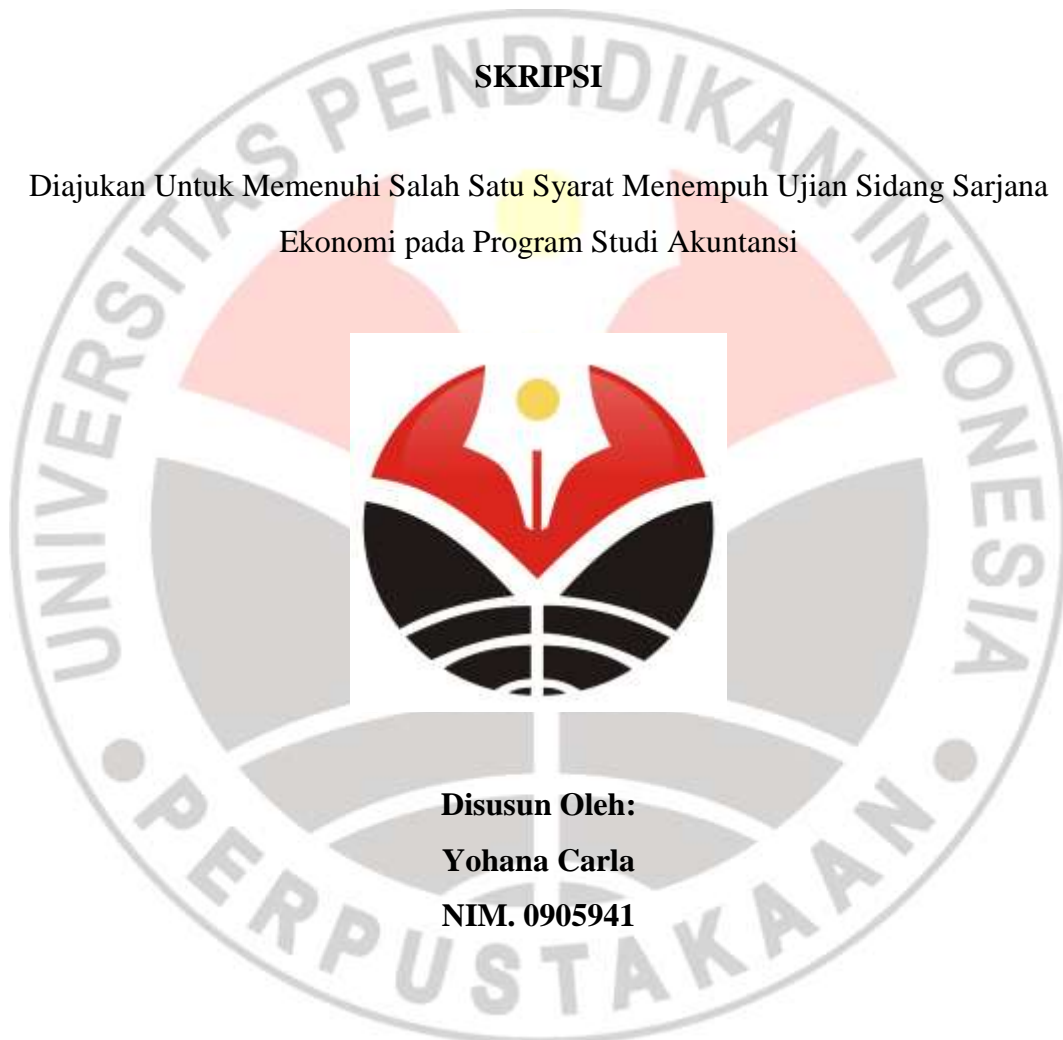 SKRIPSI
Diajukan Untuk Memenuhi Salah Satu Syarat Menempuh Ujian Sidang Sarjana
Ekonomi pada Program Studi Akuntansi
Disusun Oleh:
Yohana Carla
NIM. 0905941
UNIVERSITAS PENDIDIKAN INDONESIA
PERPUSTAKAAN